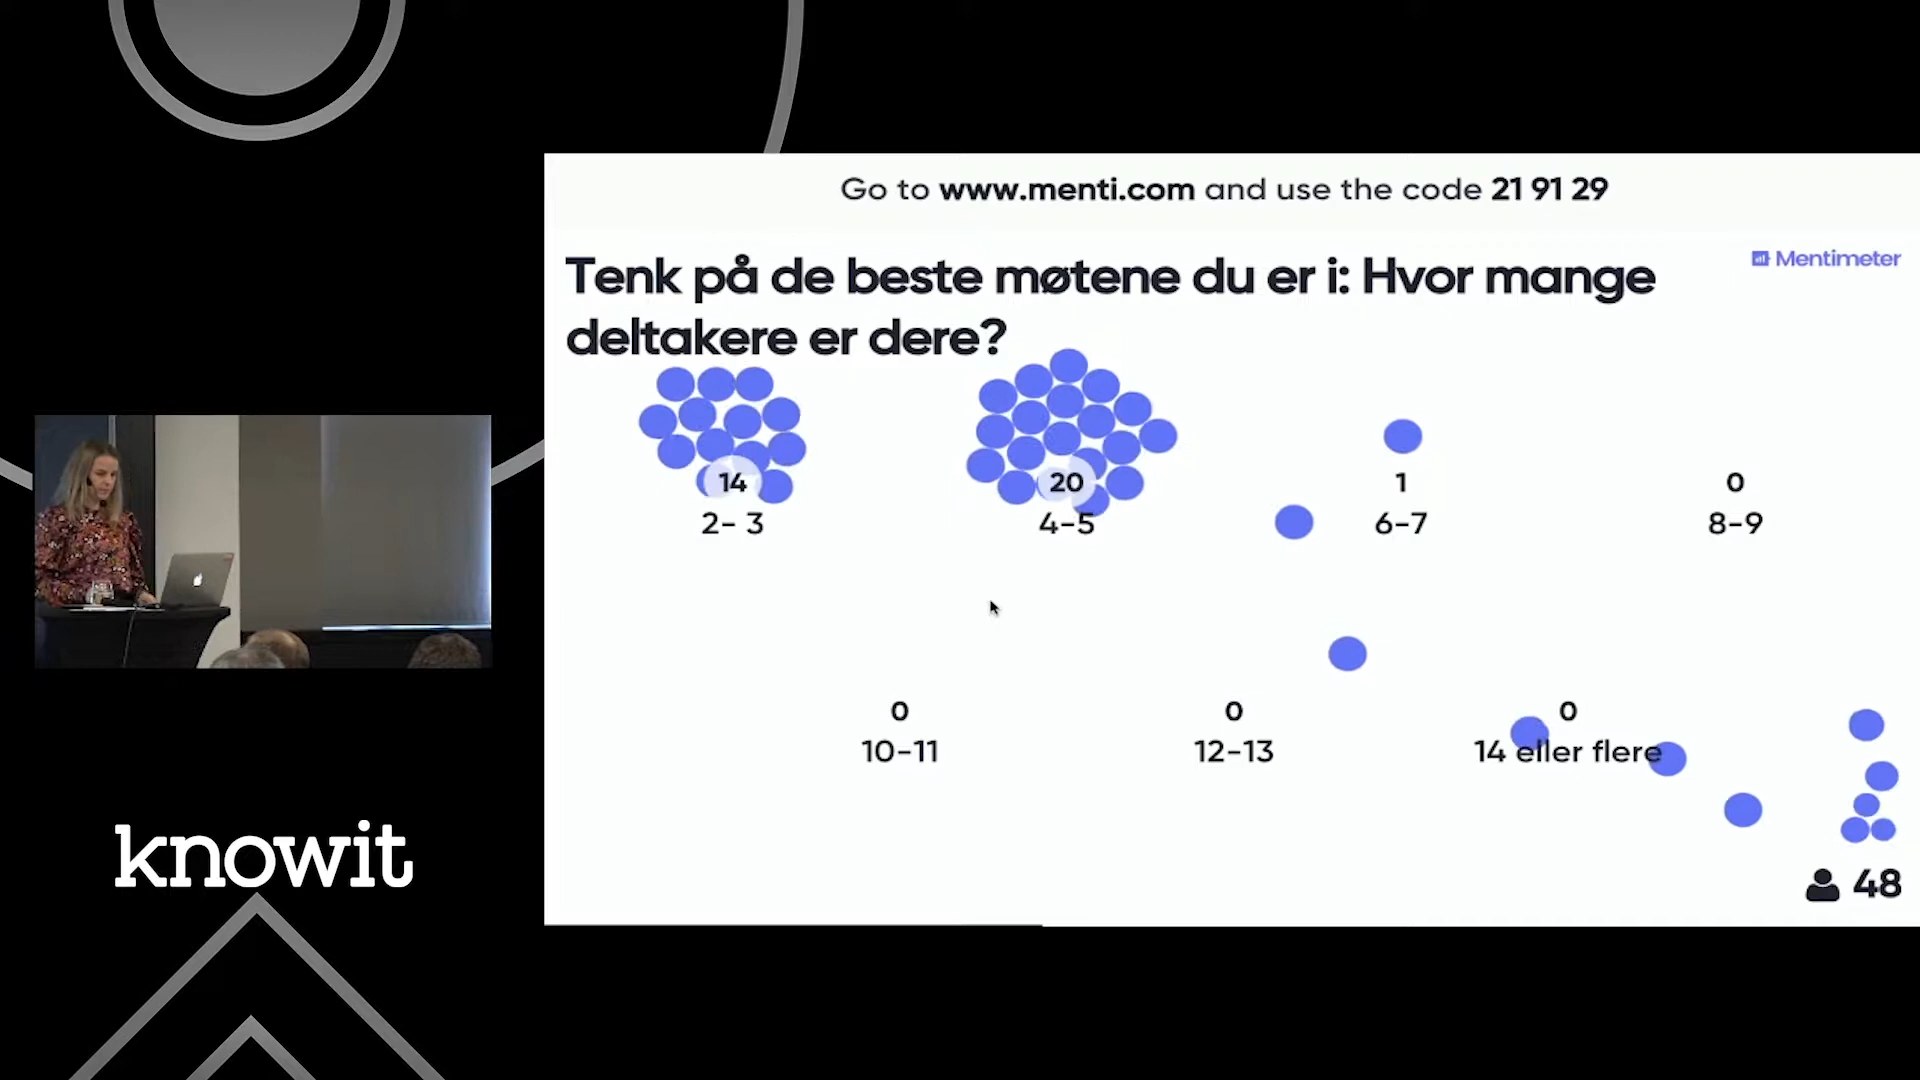 Go to www.menti.com and use the code 21 91 29
Mentimeter
Tenk på de beste møtene du er i: Hvor mange
deltakere er dere?
14
2- 3
20
4-5
1
6-7
0
8-9
0
10-11
0
12-13
0
14 eller flere
48
knowit